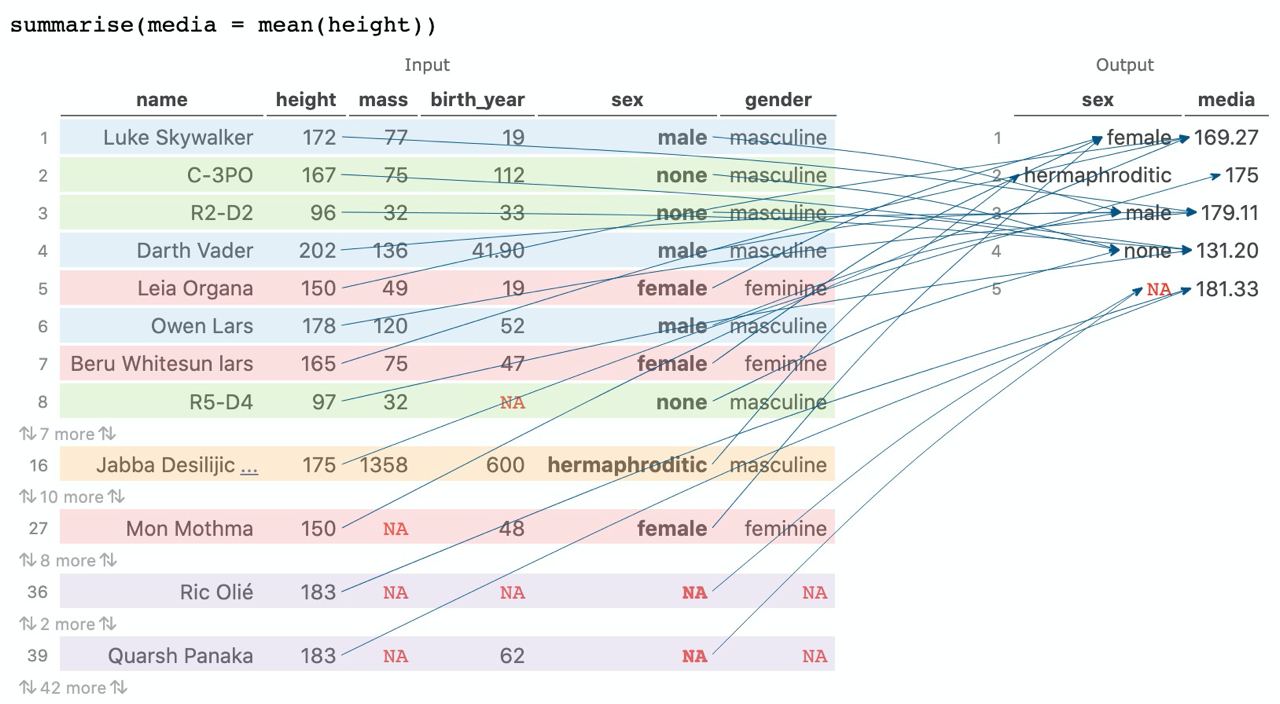 summarise(media = mean(height))
Input Output
name height mass birth_year sex gender sex media
1 Luke Skywalker 172 77 19 male masculine 1 female 169.27
2 C-3PO 167 75 112 none masculine 2 hermaphroditic 175
3 R2-D2 96 32 33 none masculine 3 male 179.11
4 Darth Vader 202 136 41.90 male masculine 4 none 131.20
5 Leia Organa 150 49 19 female feminine 5 NA 181.33
6 Owen Lars 178 120 52 male masculine
7 Beru Whitesun lars 165 75 47 female feminine
8 R5-D4 97 32 NA none masculine
⇅ 7 more ⇅
16 Jabba Desilijic ... 175 1358 600 hermaphroditic masculine
⇅ 10 more ⇅
27 Mon Mothma 150 NA 48 female feminine
⇅ 8 more ⇅
36 Ric Olié 183 NA NA NA NA
⇅ 2 more ⇅
39 Quarsh Panaka 183 NA 62 NA NA
⇅ 42 more ⇅